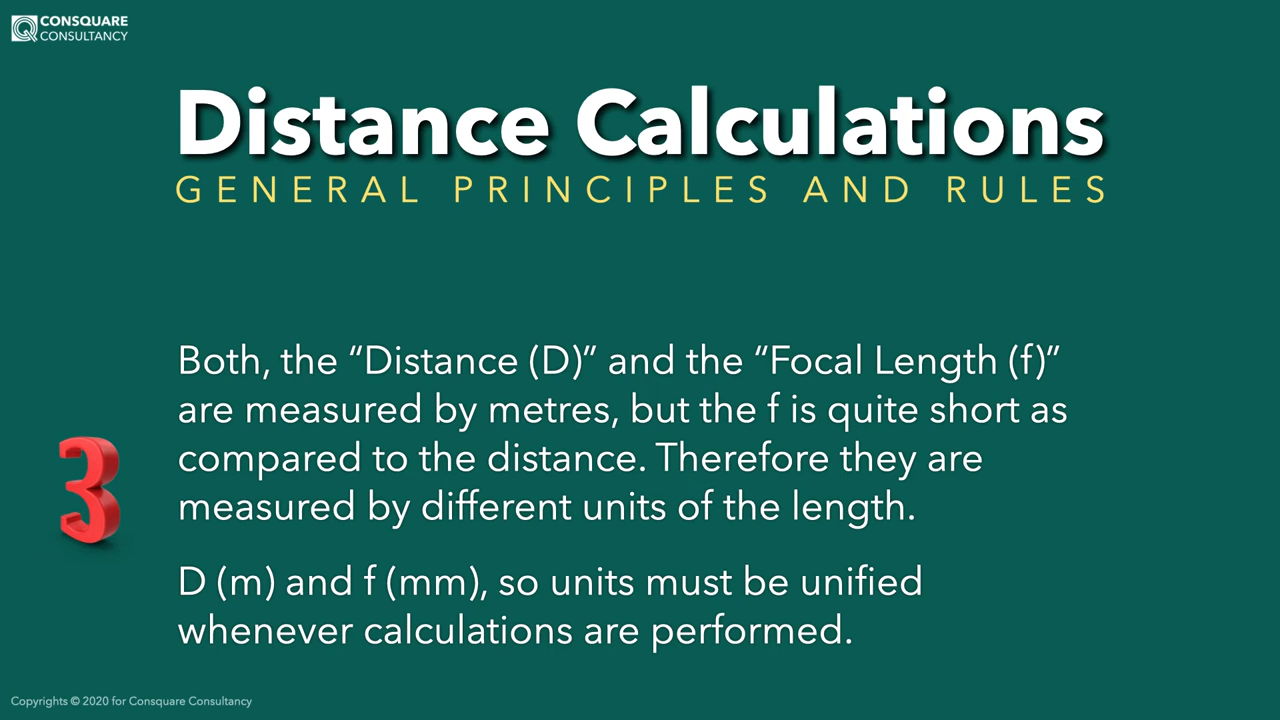 CONSQUARE
CONSULTANCY
Distance Calculations
GENERAL PRINCIPLES AND RULES
Both, the “Distance (D)” and the “Focal Length (f)”
are measured by metres, but the f is quite short as
compared to the distance. Therefore they are
measured by different units of the length.
3
D (m) and f (mm), so units must be unified
whenever calculations are performed.
Copyrights © 2020 for Consquare Consultancy